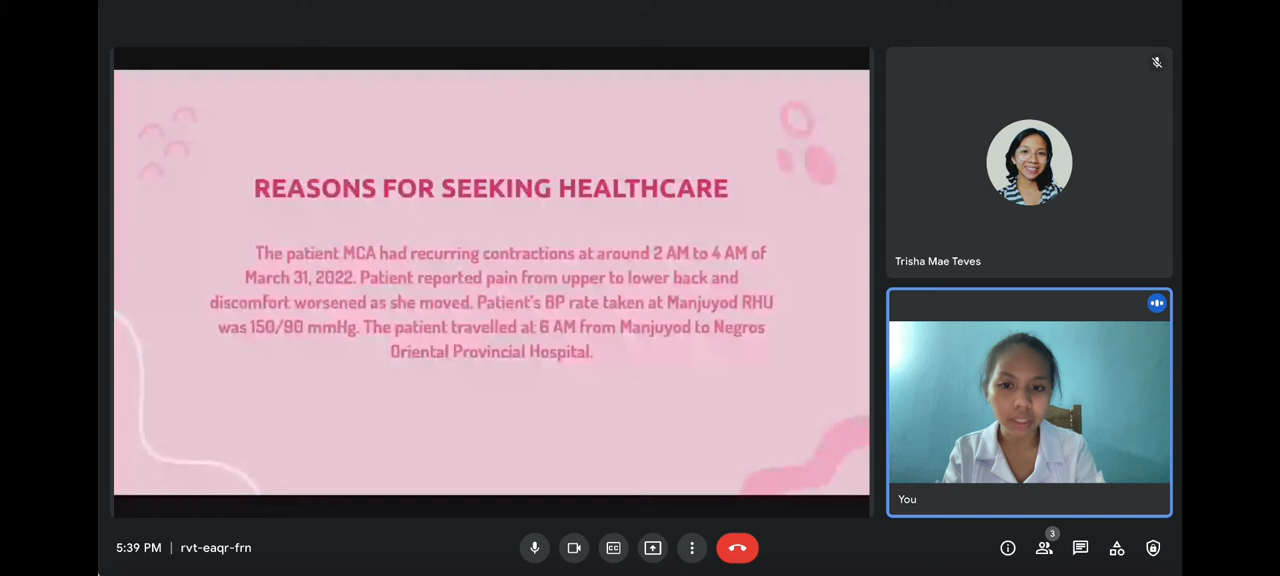 REASONS FOR SEEKING HEALTHCARE
The patient MCA had recurring contractions at around 2 AM to 4 AM of
March 31, 2022. Patient reported pain from upper to lower back and
discomfort worsened as she moved. Patient's BP rate taken at Manjuyod RHU
was 150/90 mmHg. The patient travelled at 6 AM from Manjuyod to Negros
Oriental Provincial Hospital.
Trisha Mae Teves
You
5:39 PM | rvt-eaqr-frn
CC
3